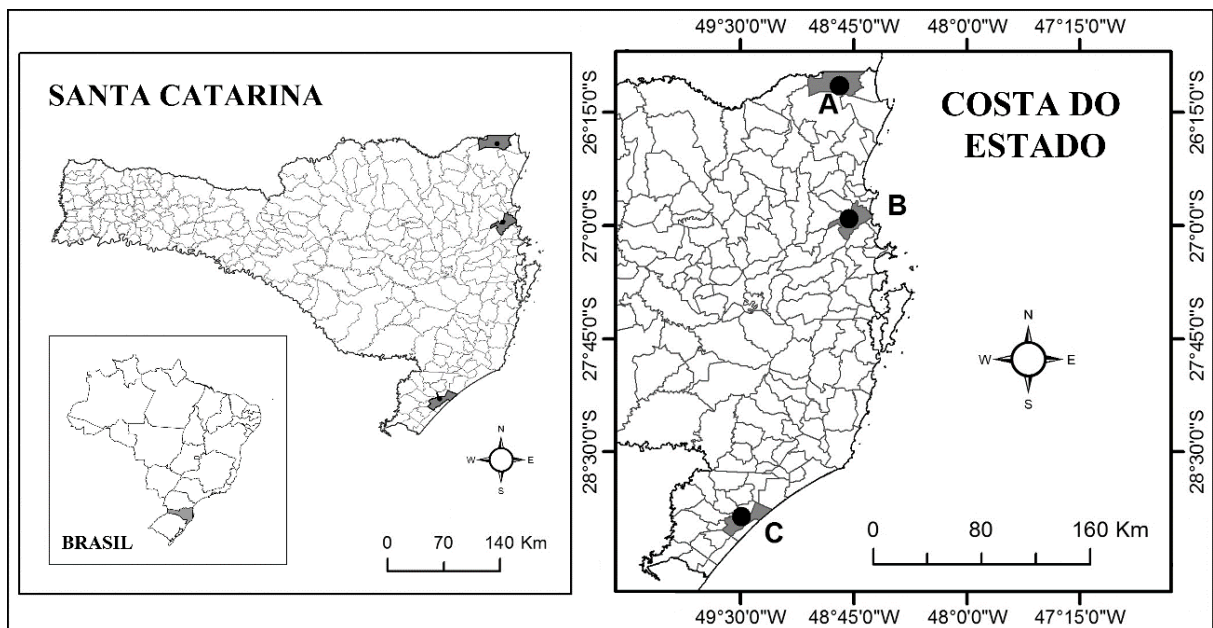 SANTA CATARINA
N
W
E
S
BRASIL
0 70 140 Km
49°30'0"W 48°45'0"W 48°0'0"W 47°15'0"W
COSTA DO
ESTADO
A
B
C
26°15'0"S
27°0'0"S
27°45'0"S
28°30'0"S
26°15'0"S
27°0'0"S
27°45'0"S
28°30'0"S
N
W
E
S
0 80 160 Km
49°30'0"W 48°45'0"W 48°0'0"W 47°15'0"W